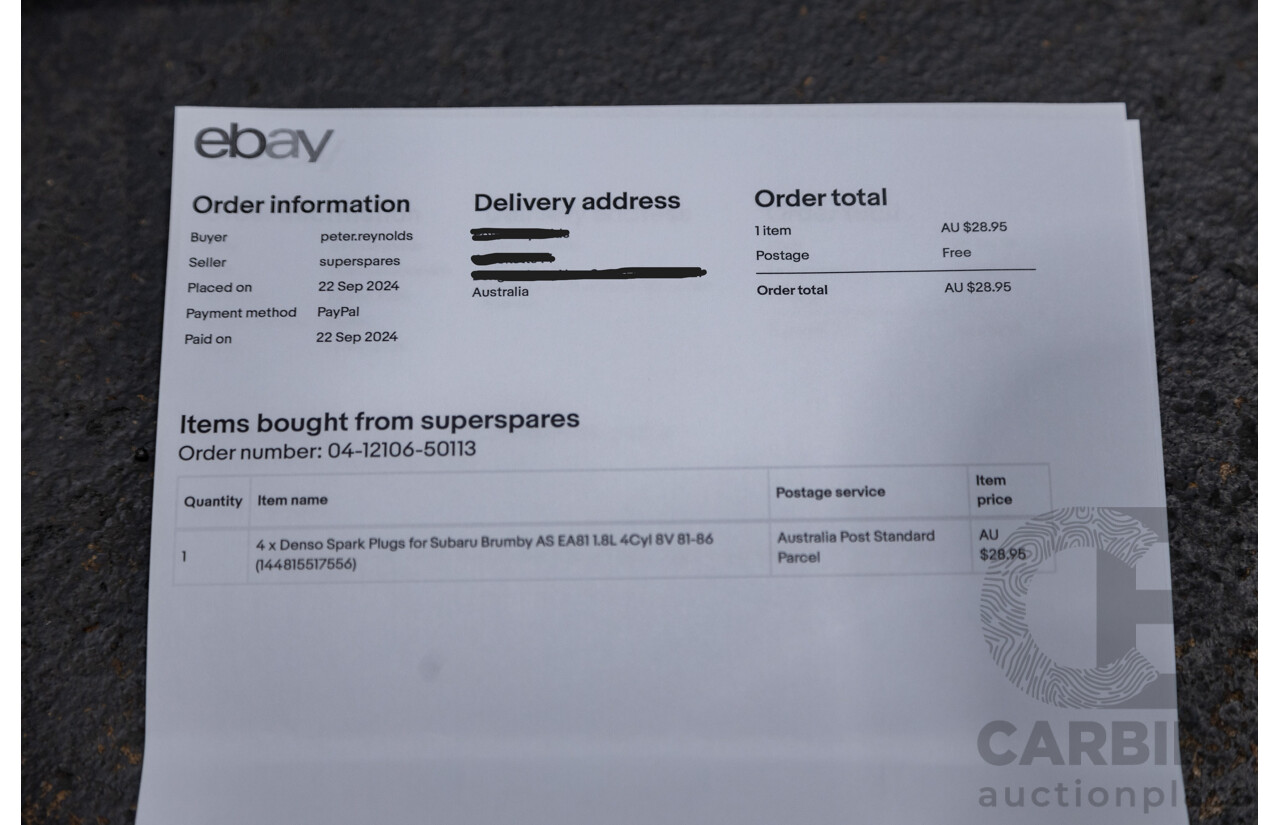 ebay
Order information
Buyer peter.reynolds
Seller superspares
Placed on 22 Sep 2024
Payment method PayPal
Paid on 22 Sep 2024
Delivery address
Australia
Order total
1 item AU $28.95
Postage Free
Order total AU $28.95
Items bought from superspares
Order number: 04-12106-50113
Quantity Item name Postage service Item
price
1 4 x Denso Spark Plugs for Subaru Brumby AS EA81 1.8L 4Cyl 8V 81-86 Australia Post Standard AU
(144815517556) Parcel $28.95